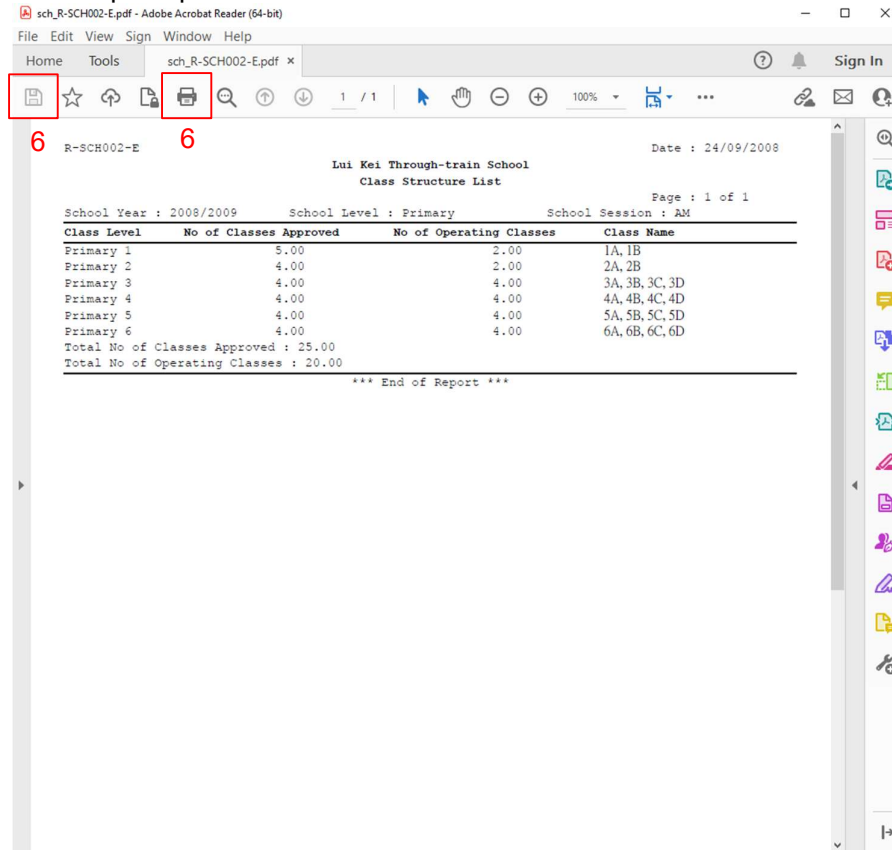 sch_R-SCH002-E.pdf - Adobe Acrobat Reader (64-bit)
File Edit View Sign Window Help
Home Tools sch_R-SCH002-E.pdf × Sign In
1 / 1 100%
6 6
R-SCH002-E Date : 24/09/2008
Lui Kei Through-train School
Class Structure List
Page : 1 of 1
School Year : 2008/2009 School Level : Primary School Session : AM
Class Level No of Classes Approved No of Operating Classes Class Name
Primary 1 5.00 2.00 1A, 1B
Primary 2 4.00 2.00 2A, 2B
Primary 3 4.00 4.00 3A, 3B, 3C, 3D
Primary 4 4.00 4.00 4A, 4B, 4C, 4D
Primary 5 4.00 4.00 5A, 5B, 5C, 5D
Primary 6 4.00 4.00 6A, 6B, 6C, 6D
Total No of Classes Approved : 25.00
Total No of Operating Classes : 20.00
*** End of Report ***